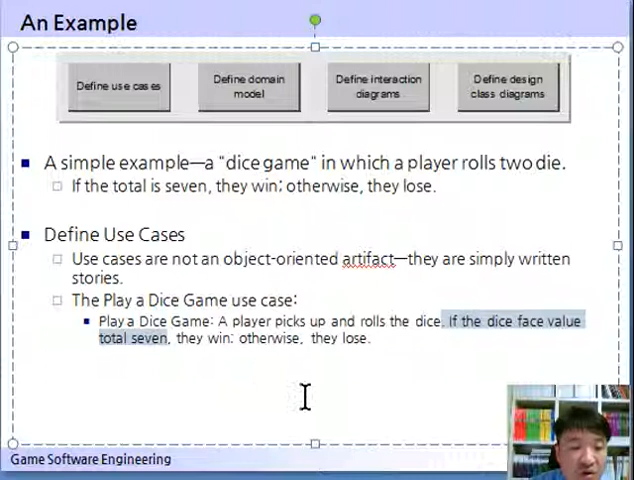 An Example
Define use cases
Define domain
model
Define interaction
diagrams
Define design
class diagrams
A simple example—a "dice game" in which a player rolls two die.
If the total is seven, they win; otherwise, they lose.
Define Use Cases
Use cases are not an object-oriented artifact—they are simply written
stories.
The Play a Dice Game use case:
Play a Dice Game: A player picks up and rolls the dice. If the dice face value
total seven, they win; otherwise, they lose.
Game Software Engineering